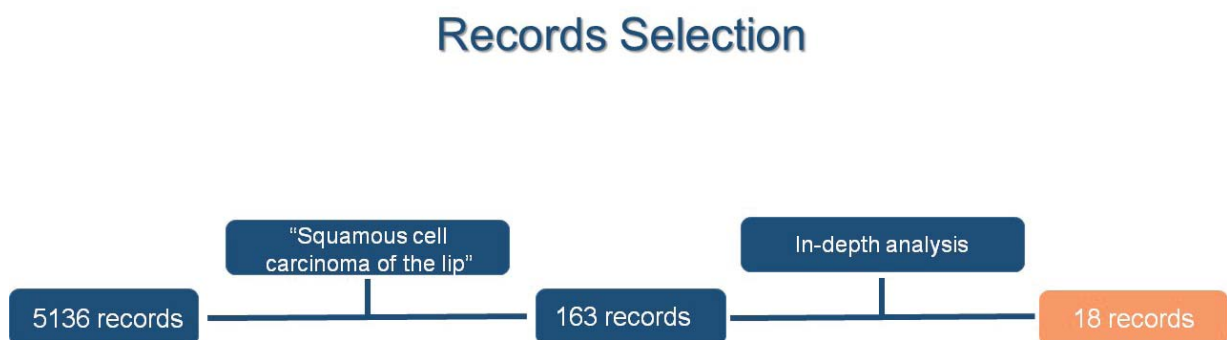 Records Selection
“Squamous cell
carcinoma of the lip”
In-depth analysis
5136 records
163 records
18 records